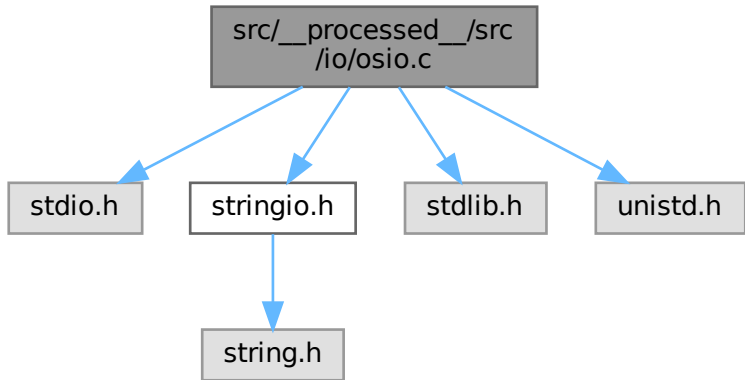 src/__processed__/src
/io/osio.c
stdio.h
stringio.h
stdlib.h
unistd.h
string.h